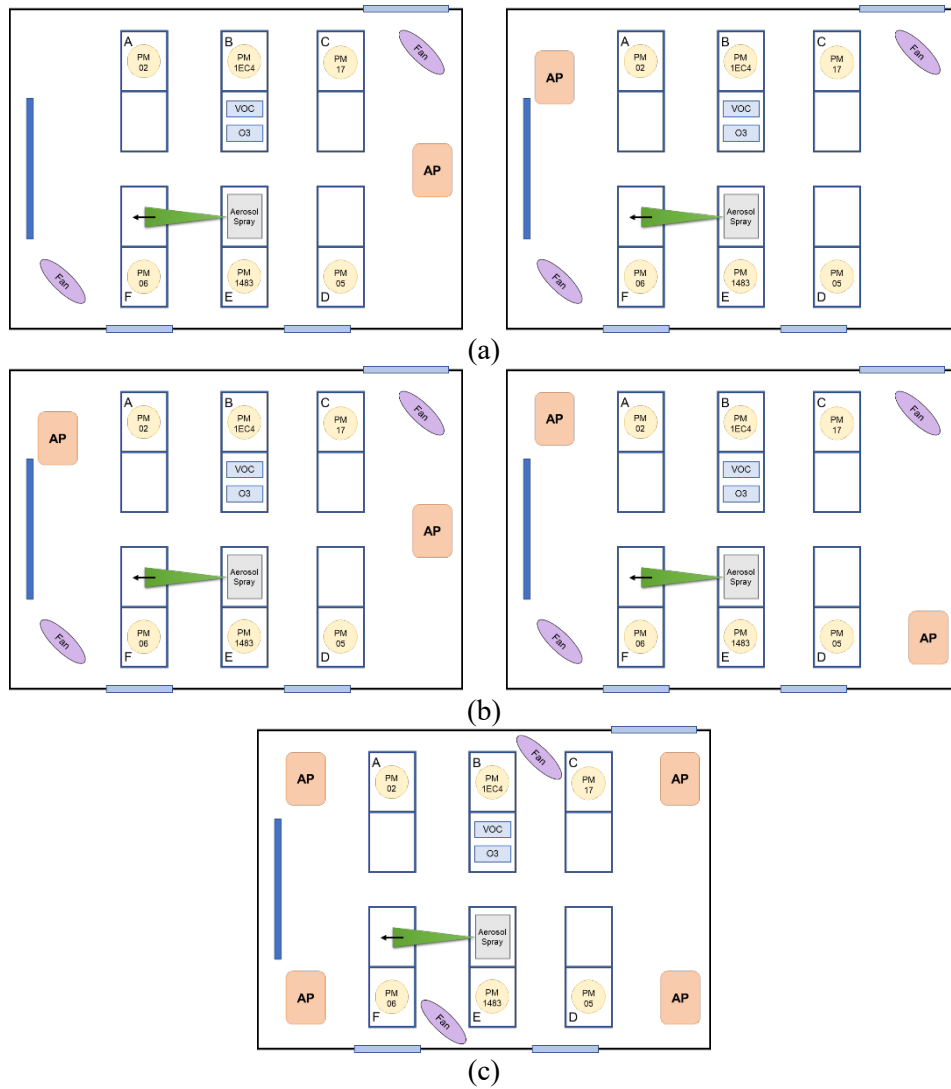 A
PM
02
B
PM
1EC4
C
PM
17
Fan
VOC
O3
AP
Aerosol
Spray
Fan
PM
06
F
PM
1483
E
PM
05
D
A
PM
02
B
PM
1EC4
C
PM
17
Fan
AP
VOC
O3
Aerosol
Spray
Fan
PM
06
F
PM
1483
E
PM
05
D
(a)
A
PM
02
B
PM
1EC4
C
PM
17
Fan
AP
VOC
O3
AP
Aerosol
Spray
Fan
PM
06
F
PM
1483
E
PM
05
D
A
PM
02
B
PM
1EC4
C
PM
17
Fan
AP
VOC
O3
Aerosol
Spray
Fan
PM
06
F
PM
1483
E
PM
05
D
AP
(b)
AP
A
PM
02
B
PM
1EC4
Fan
C
PM
17
AP
VOC
O3
Aerosol
Spray
AP
PM
06
F
Fan
PM
1483
E
PM
05
D
AP
(c)